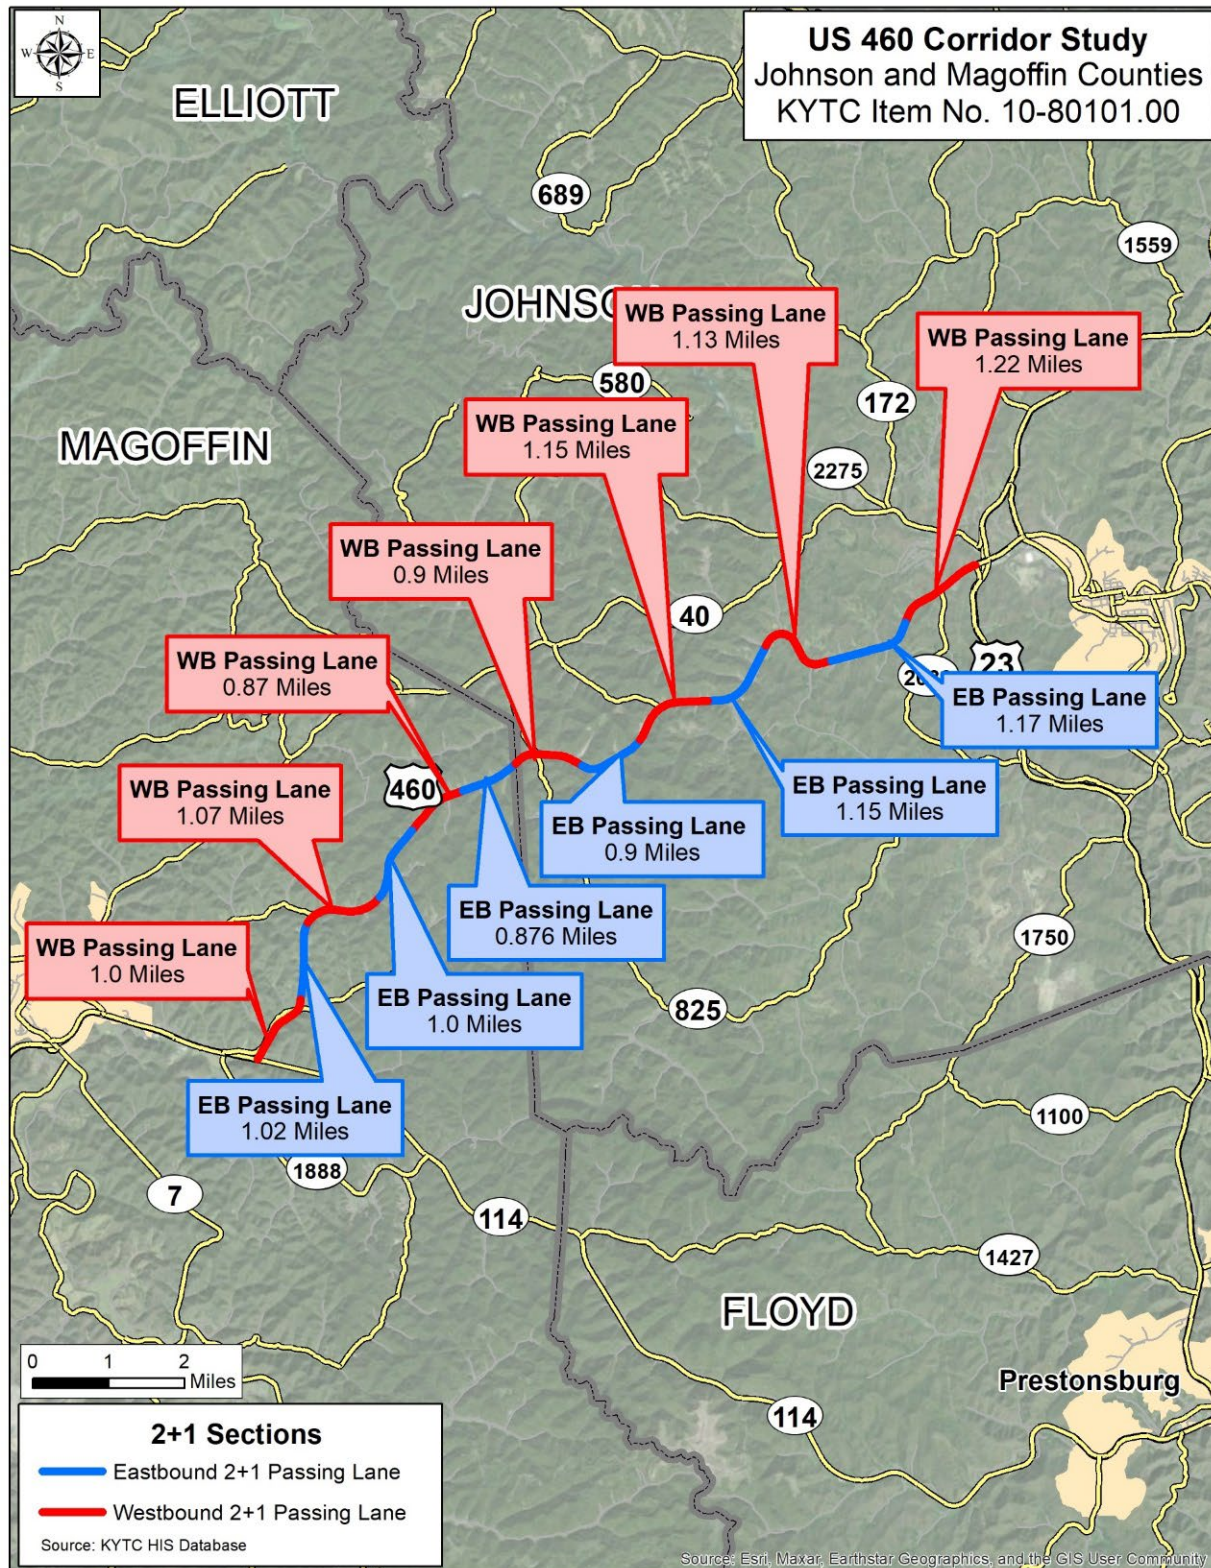 N
W E
S
US 460 Corridor Study
Johnson and Magoffin Counties
KYTC Item No. 10-80101.00
ELLIOTT
689
1559
JOHNSO
WB Passing Lane
1.13 Miles
WB Passing Lane
1.22 Miles
580
172
WB Passing Lane
1.15 Miles
MAGOFFIN
2275
WB Passing Lane
0.9 Miles
40
WB Passing Lane
0.87 Miles
23
EB Passing Lane
1.17 Miles
460
WB Passing Lane
1.07 Miles
EB Passing Lane
1.15 Miles
EB Passing Lane
0.9 Miles
EB Passing Lane
0.876 Miles
WB Passing Lane
1.0 Miles
1750
EB Passing Lane
1.0 Miles
825
EB Passing Lane
1.02 Miles
1100
1888
7
114
1427
FLOYD
0 1 2
Miles
Prestonsburg
114
2+1 Sections
Eastbound 2+1 Passing Lane
Westbound 2+1 Passing Lane
Source: KYTC HIS Database
Source: Esri, Maxar, Earthstar Geographics, and the GIS User Community